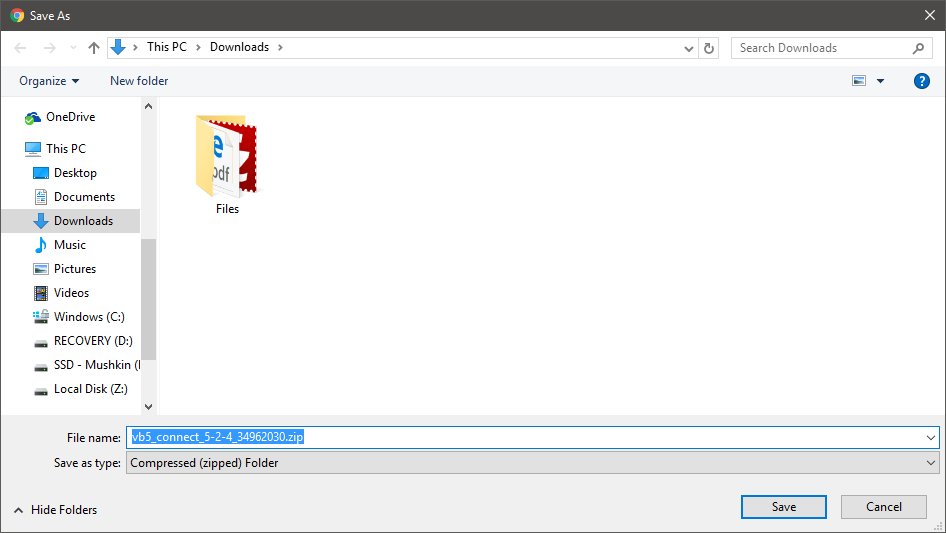 Save As
This PC
Downloads
Search Downloads
Organize
New folder
?
OneDrive
This PC
Desktop
Documents
Downloads
Music
Pictures
Videos
Windows (C:)
RECOVERY (D:)
SSD - Mushkin (
Local Disk (Z:)
e
pdf
Files
File name: vb5_connect_5-2-4_34962030.zip
Save as type: Compressed (zipped) Folder
Hide Folders
Save
Cancel